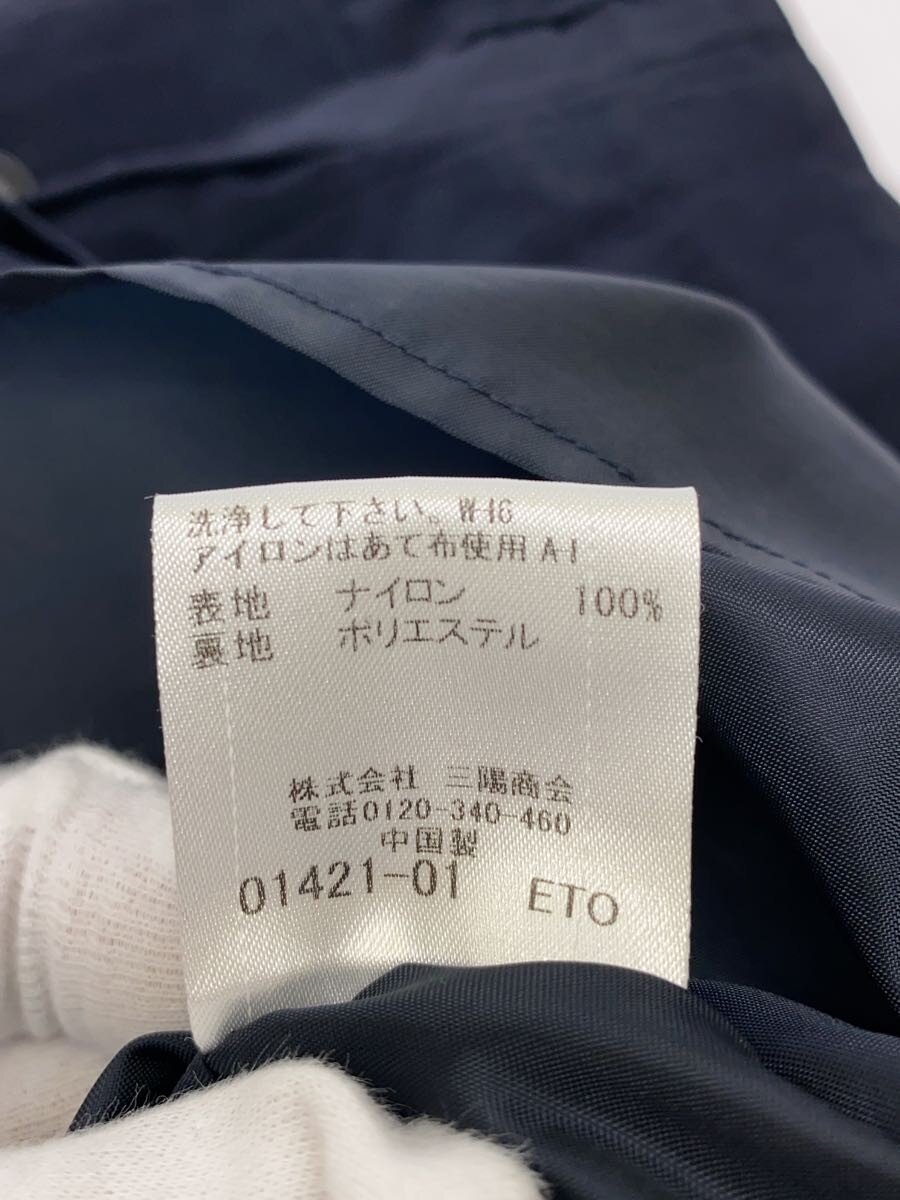 洗浄して下さい。W-16
アイロンはあて布使用 A-1
表地 ナイロン 100%
裏地 ポリエステル
株式会社 三陽商会
電話0120-340-460
中国製
01421-01 ETO